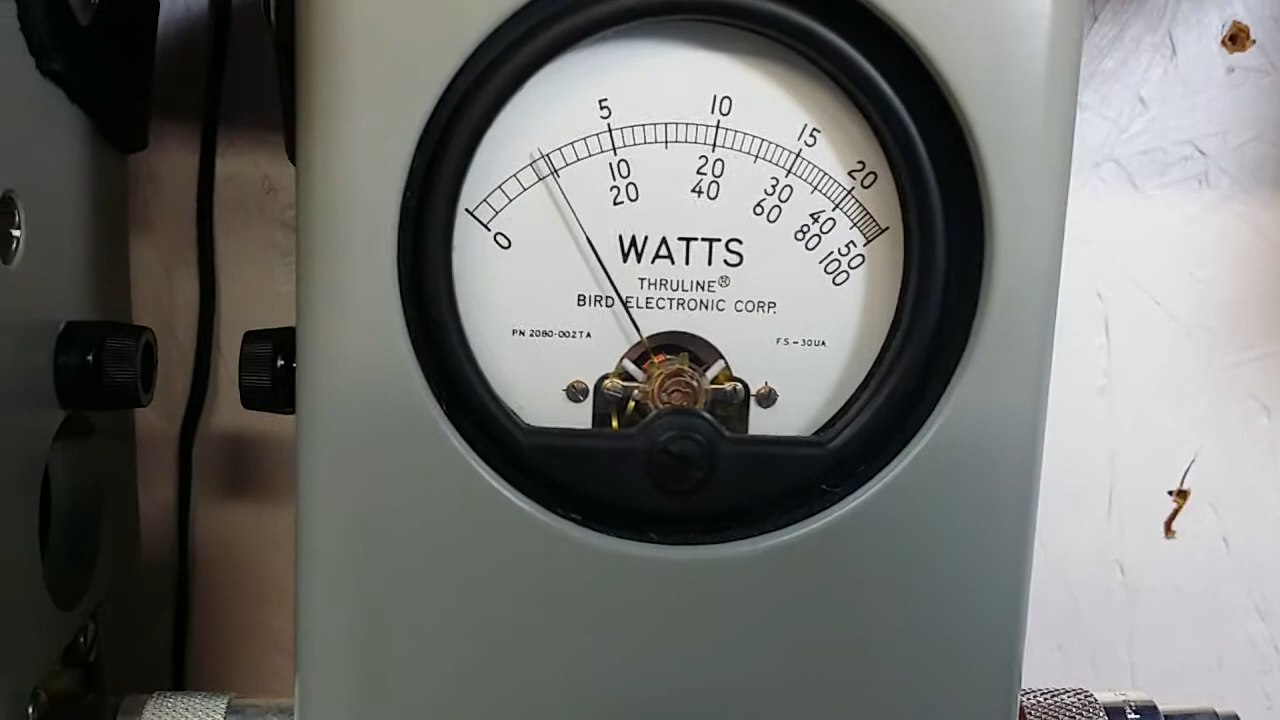 5 10 15 20
0 10 20 30 40 50
20 40 60 80 100
WATTS
THRULINE®
BIRD ELECTRONIC CORP.
PN 2080-002TA F.S.-30UA